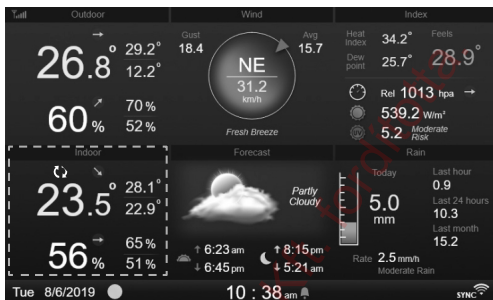 Outdoor
26.8° 29.2° 12.2°
60% 70% 52%
Wind
Gust 18.4
Avg 15.7
NE
31.2
km/h
Fresh Breeze
Index
Heat Index 34.2°
Dew point 25.7°
Feels 28.9°
Rel 1013 hpa →
539.2 W/m²
UV 5.2 Moderate Risk
Indoor
23.5° 28.1° 22.9°
56% 65% 51%
Forecast
Partly Cloudy
↑ 6:23 am ↑ 8:15 pm
↓ 6:45 pm ↓ 5:21 am
Rain
Today
5.0
mm
Last hour
0.9
Last 24 hours
10.3
Last month
15.2
Rate 2.5 mm/h
Moderate Rain
Tue 8/6/2019 10:38 am SYNC